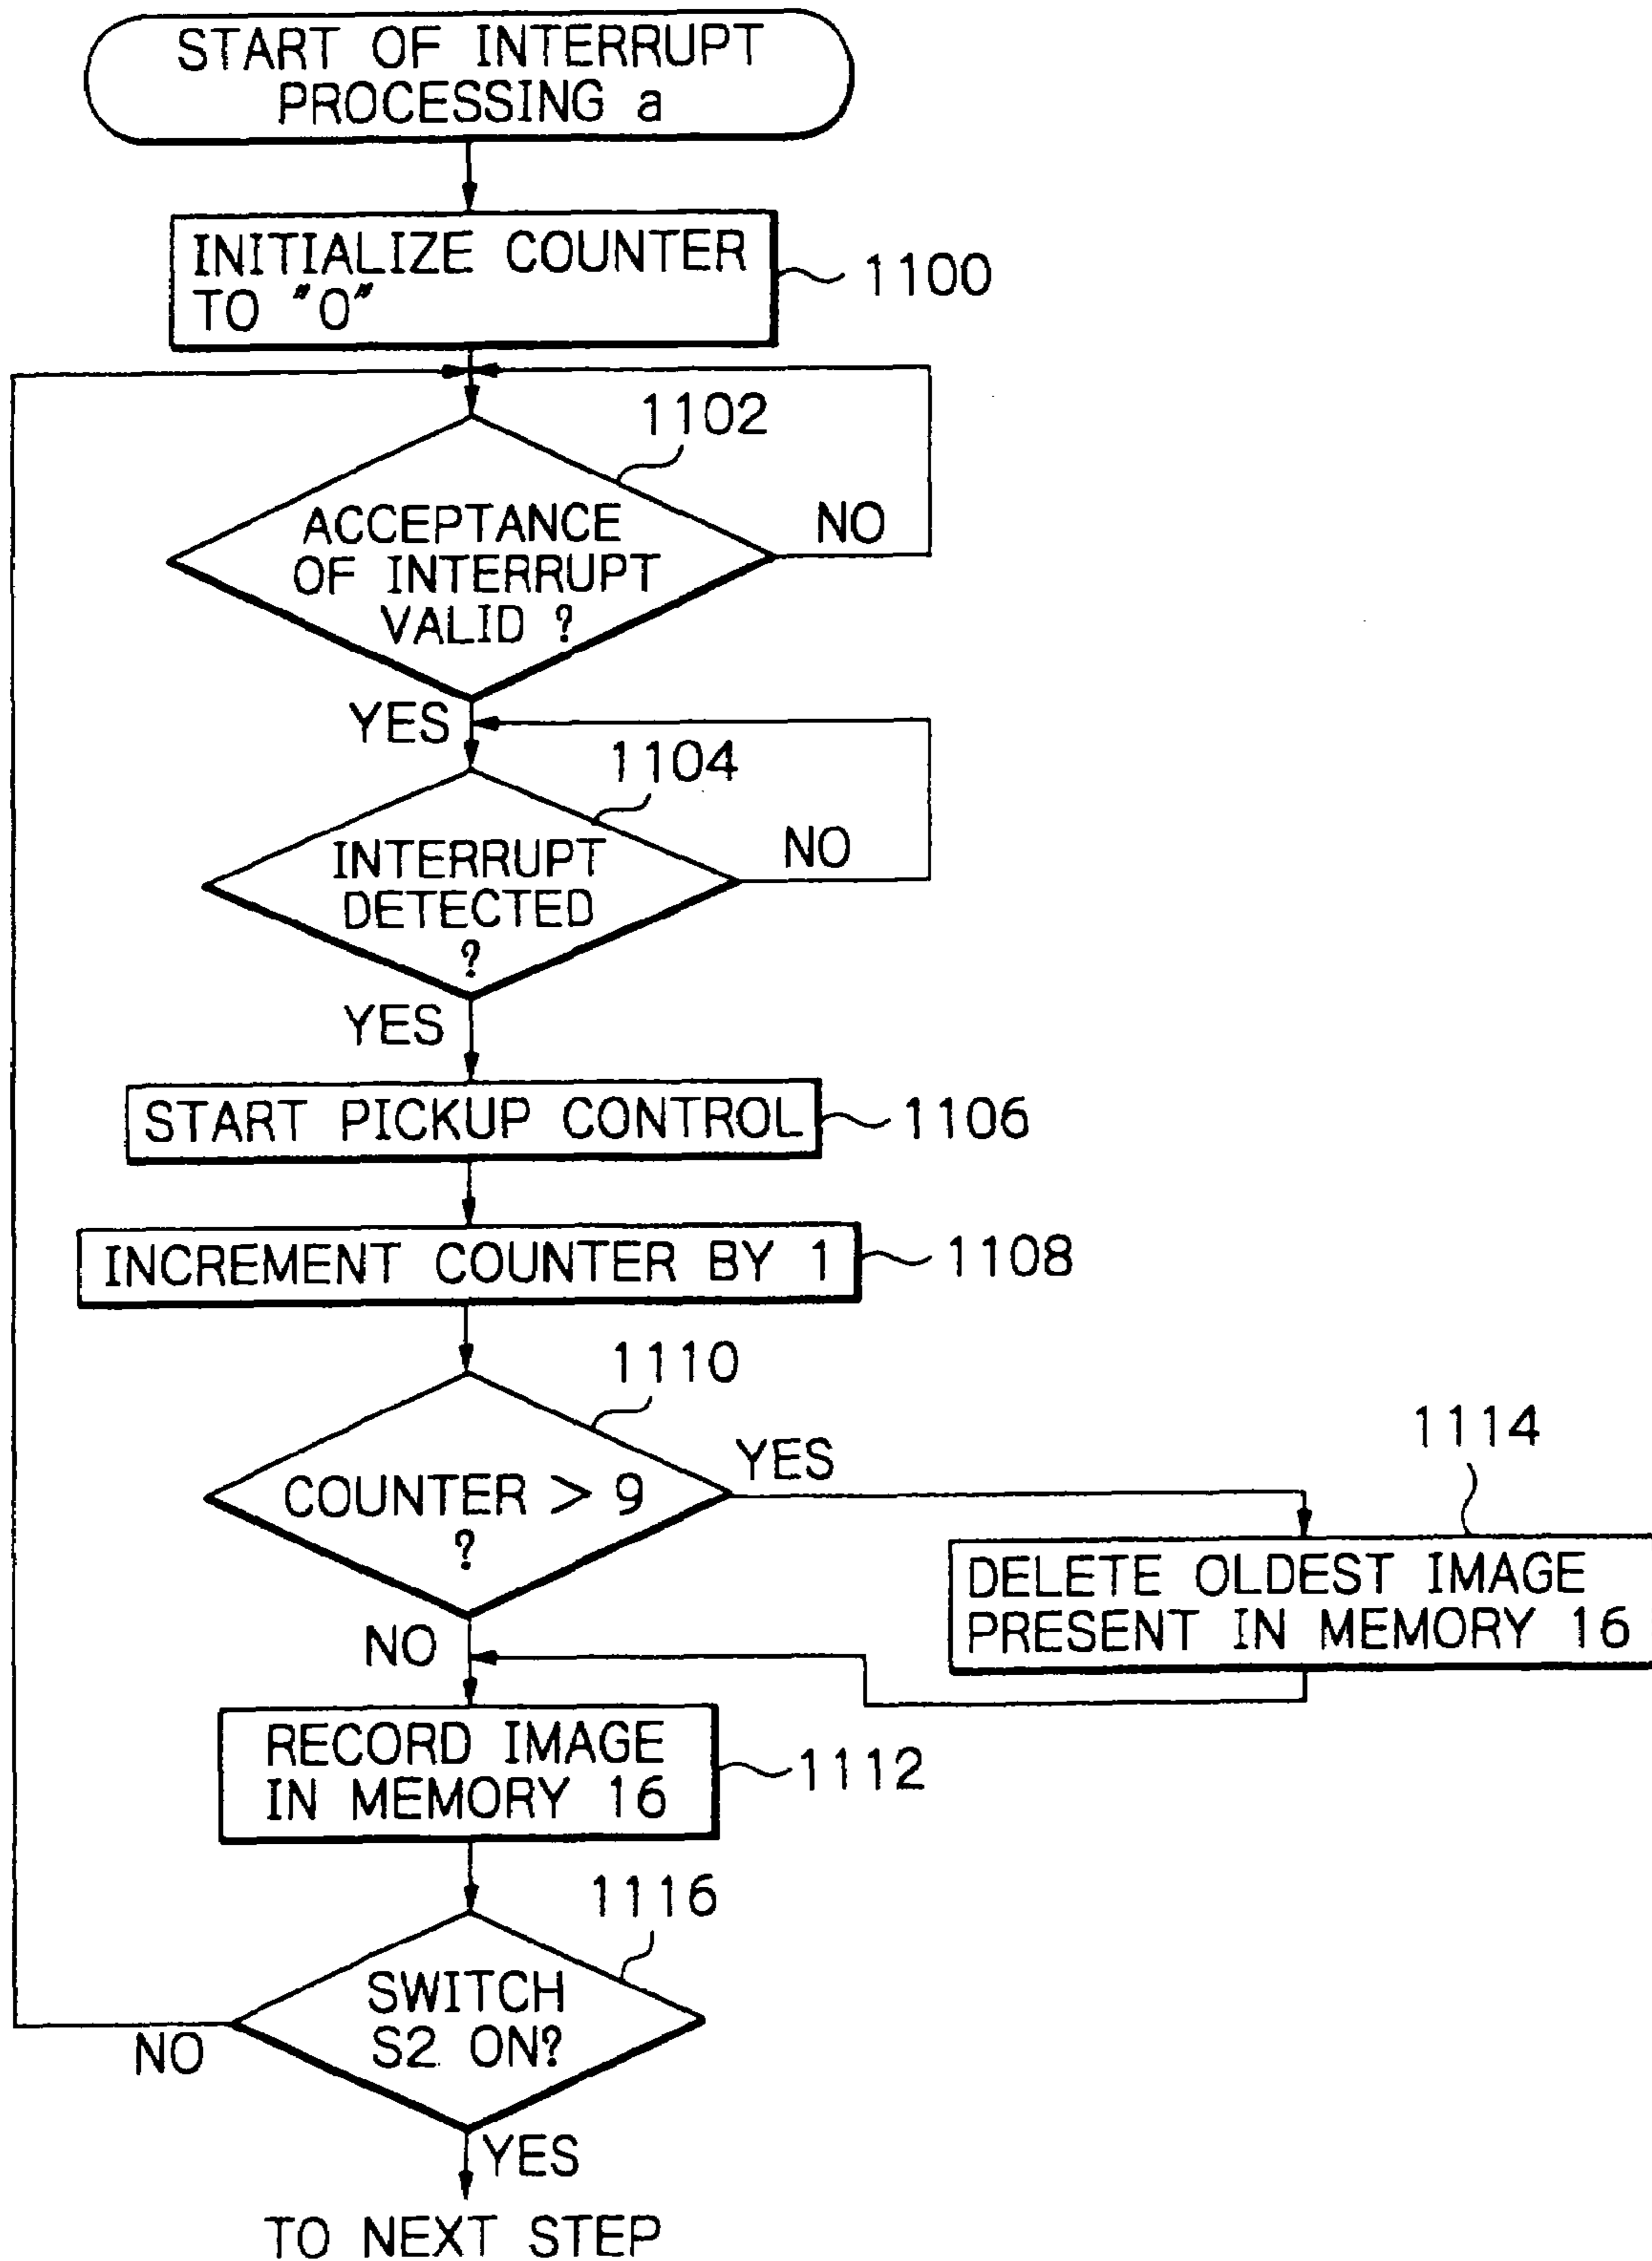 START OF INTERRUPT
PROCESSING a
INITIALIZE COUNTER
TO "0"
1100
1102
ACCEPTANCE
OF INTERRUPT
VALID ?
NO
YES
1104
INTERRUPT
DETECTED
?
NO
YES
START PICKUP CONTROL
1106
INCREMENT COUNTER BY 1
1108
1110
COUNTER > 9
?
YES
1114
DELETE OLDEST IMAGE
PRESENT IN MEMORY 16
NO
RECORD IMAGE
IN MEMORY 16
1112
1116
SWITCH
S2 ON?
NO
YES
TO NEXT STEP